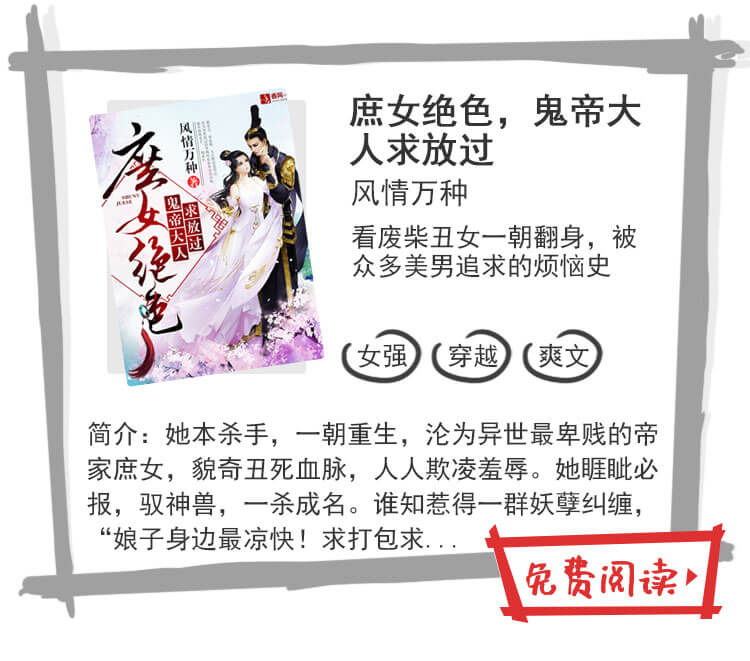 庶女绝色，鬼帝大
人求放过
风情万种
看废柴丑女一朝翻身，被
众多美男追求的烦恼史
女强
穿越
爽文
风情万种 著
庶女绝色
SHUNV
JUESE
鬼帝大人
求放过
简介：她本杀手，一朝重生，沦为异世最卑贱的帝
家庶女，貌奇丑死血脉，人人欺凌羞辱。她睚眦必
报，驭神兽，一杀成名。谁知惹得一群妖孽纠缠，
“娘子身边最凉快！求打包求...
免费阅读